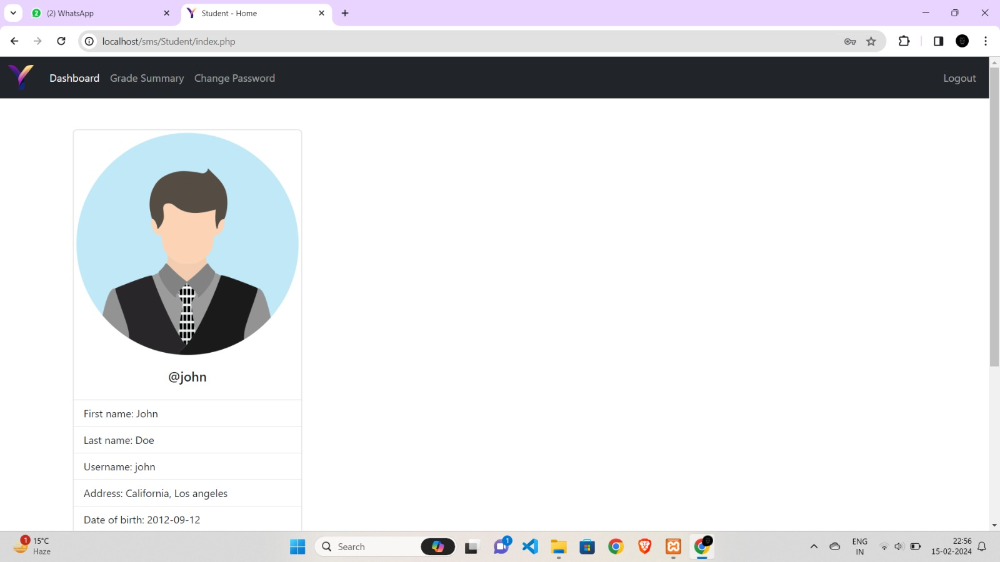 2 (2) WhatsApp
Student - Home
localhost/sms/Student/index.php
Y Dashboard Grade Summary Change Password Logout
@john
First name: John
Last name: Doe
Username: john
Address: California, Los angeles
Date of birth: 2012-09-12
1 15°C
Haze
Search
1
ENG
IN
22:56
15-02-2024